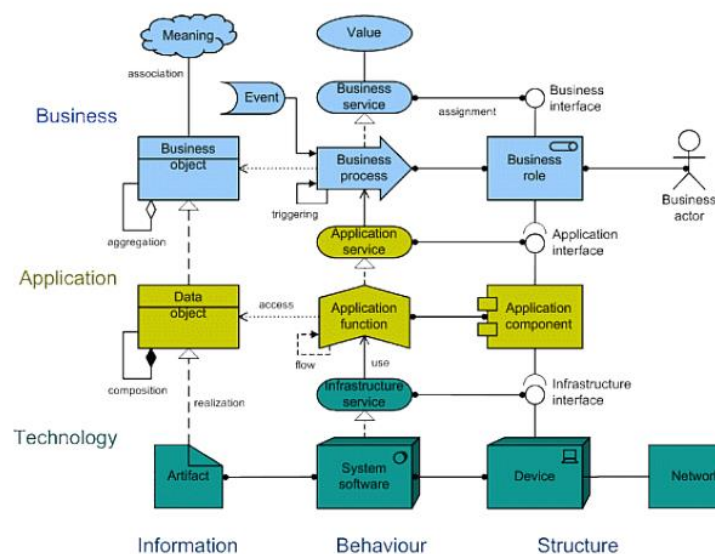 Meaning
Value
association
Business
Event
Business
service
assignment
Business
interface
Business
object
Business
process
Business
role
Business
actor
triggering
aggregation
Application
service
Application
interface
Application
Data
object
access
Application
function
Application
component
flow
use
composition
realization
Infrastructure
service
Infrastructure
interface
Technology
Artifact
System
software
Device
Network
Information
Behaviour
Structure